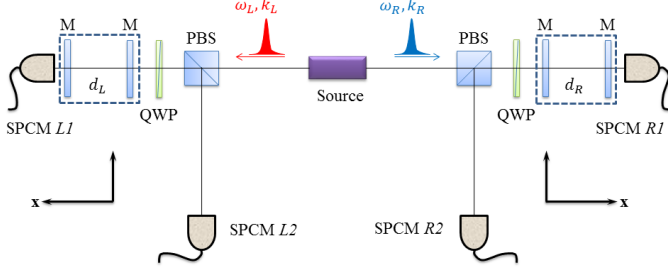 ω_L, k_L
ω_R, k_R
M M PBS PBS M M
d_L d_R
QWP Source QWP
SPCM L1 SPCM R1
x x
SPCM L2 SPCM R2